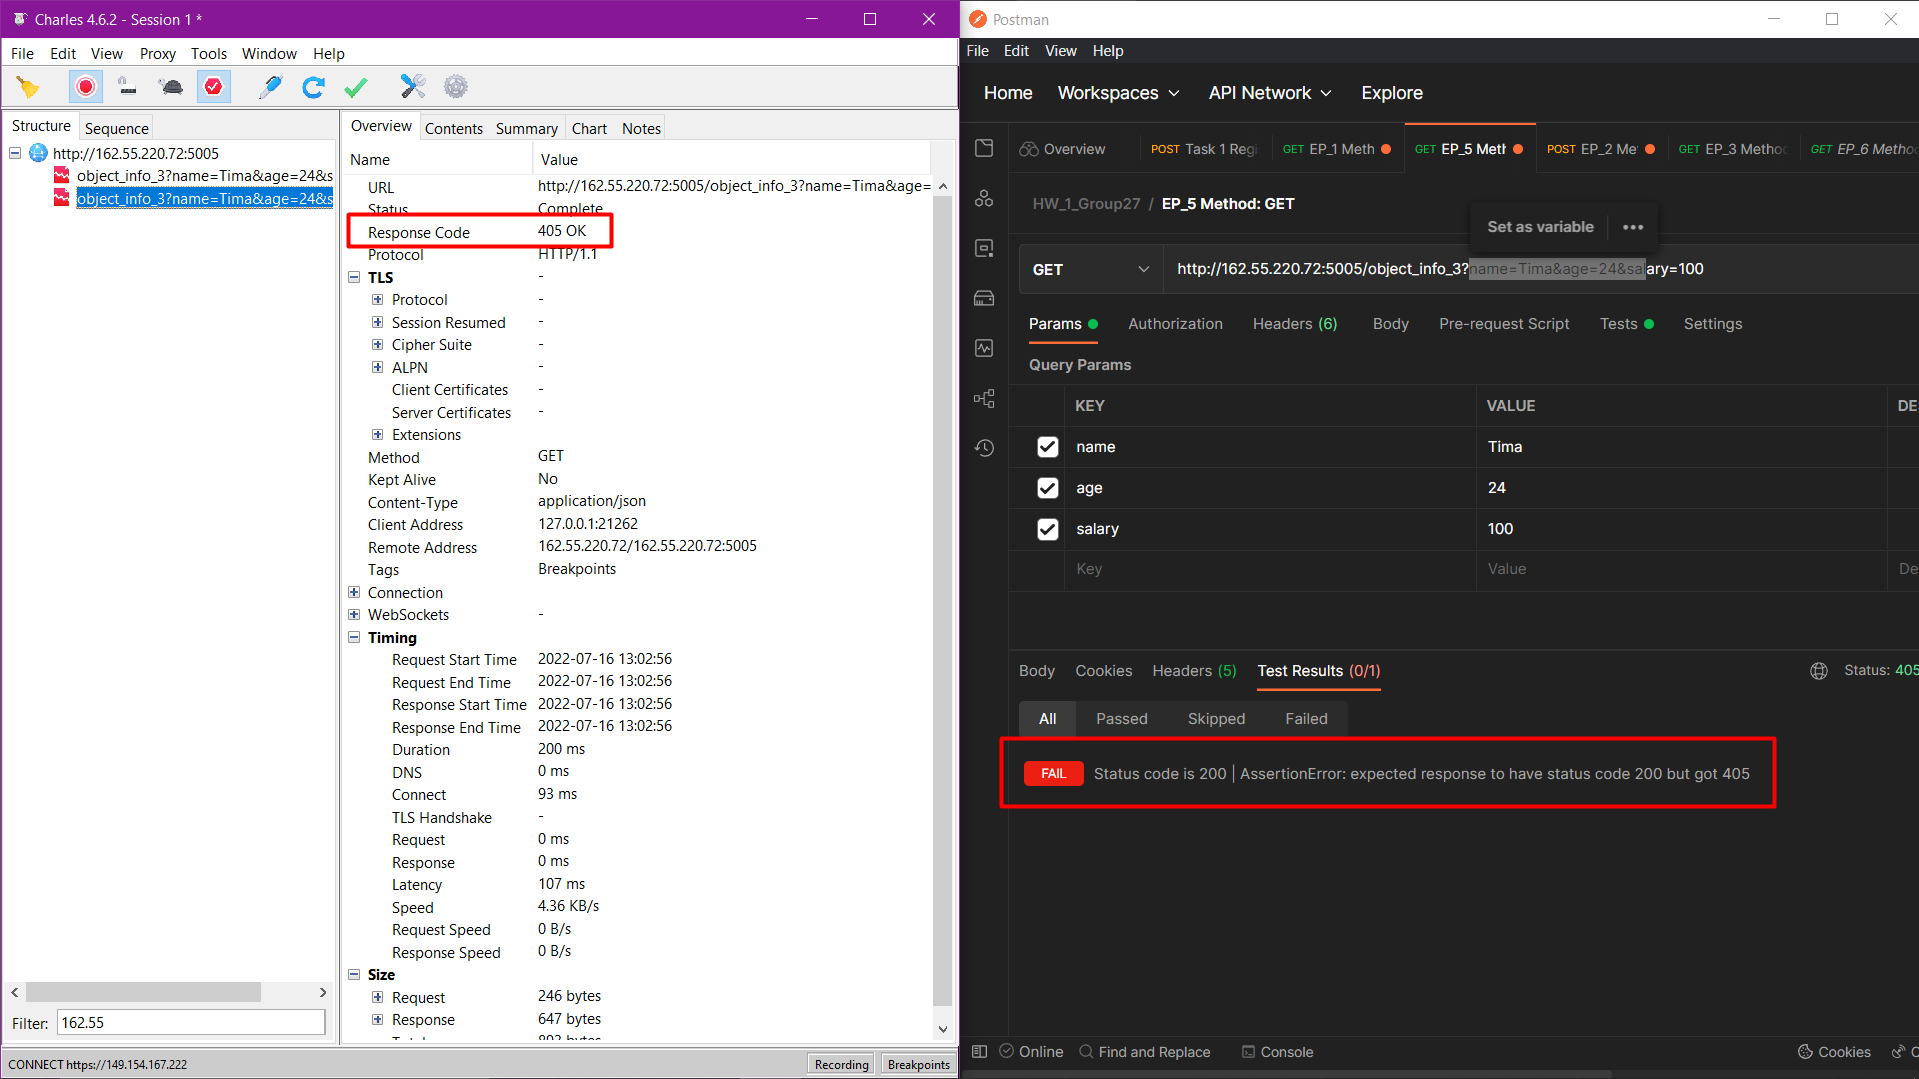 Charles 4.6.2 - Session 1 *
File Edit View Proxy Tools Window Help
Structure Sequence
http://162.55.220.72:5005
object_info_3?name=Tima&age=24&s
object_info_3?name=Tima&age=24&s
Filter: 162.55
CONNECT https://149.154.167.222
Recording Breakpoints
Overview Contents Summary Chart Notes
Name Value
URL http://162.55.220.72:5005/object_info_3?name=Tima&age=
Status Complete
Response Code 405 OK
Protocol HTTP/1.1
TLS -
Protocol -
Session Resumed -
Cipher Suite -
ALPN -
Client Certificates -
Server Certificates -
Extensions
Method GET
Kept Alive No
Content-Type application/json
Client Address 127.0.0.1:21262
Remote Address 162.55.220.72/162.55.220.72:5005
Tags Breakpoints
Connection
WebSockets -
Timing
Request Start Time 2022-07-16 13:02:56
Request End Time 2022-07-16 13:02:56
Response Start Time 2022-07-16 13:02:56
Response End Time 2022-07-16 13:02:56
Duration 200 ms
DNS 0 ms
Connect 93 ms
TLS Handshake -
Request 0 ms
Response 0 ms
Latency 107 ms
Speed 4.36 KB/s
Request Speed 0 B/s
Response Speed 0 B/s
Size
Request 246 bytes
Response 647 bytes
Postman
File Edit View Help
Home Workspaces API Network Explore
Overview POST Task 1 Regi GET EP_1 Meth GET EP_5 Meth POST EP_2 Me GET EP_3 Metho GET EP_6 Metho
HW_1_Group27 / EP_5 Method: GET
Set as variable •••
GET http://162.55.220.72:5005/object_info_3?name=Tima&age=24&salary=100
Params Authorization Headers (6) Body Pre-request Script Tests Settings
Query Params
KEY VALUE DE
name Tima
age 24
salary 100
Key Value De
Body Cookies Headers (5) Test Results (0/1) Status: 405
All Passed Skipped Failed
FAIL Status code is 200 | AssertionError: expected response to have status code 200 but got 405
Online Find and Replace Console Cookies C